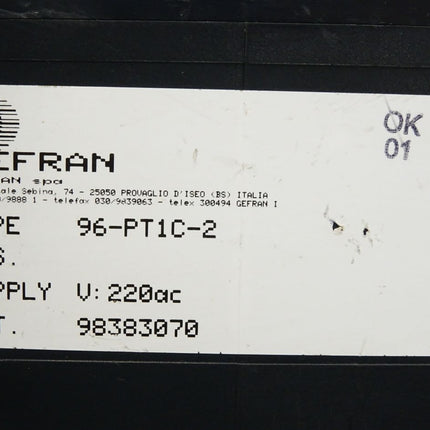 EFRAN
AN spa
ale Sebina, 74 - 25050 PROVAGLIO D'ISEO (BS) ITALIA
/9888 1 - telefax 030/9839063 - telex 300494 GEFRAN I
PE 96-PT1C-2
S.
PPLY V: 220ac
T. 98383070
OK
01